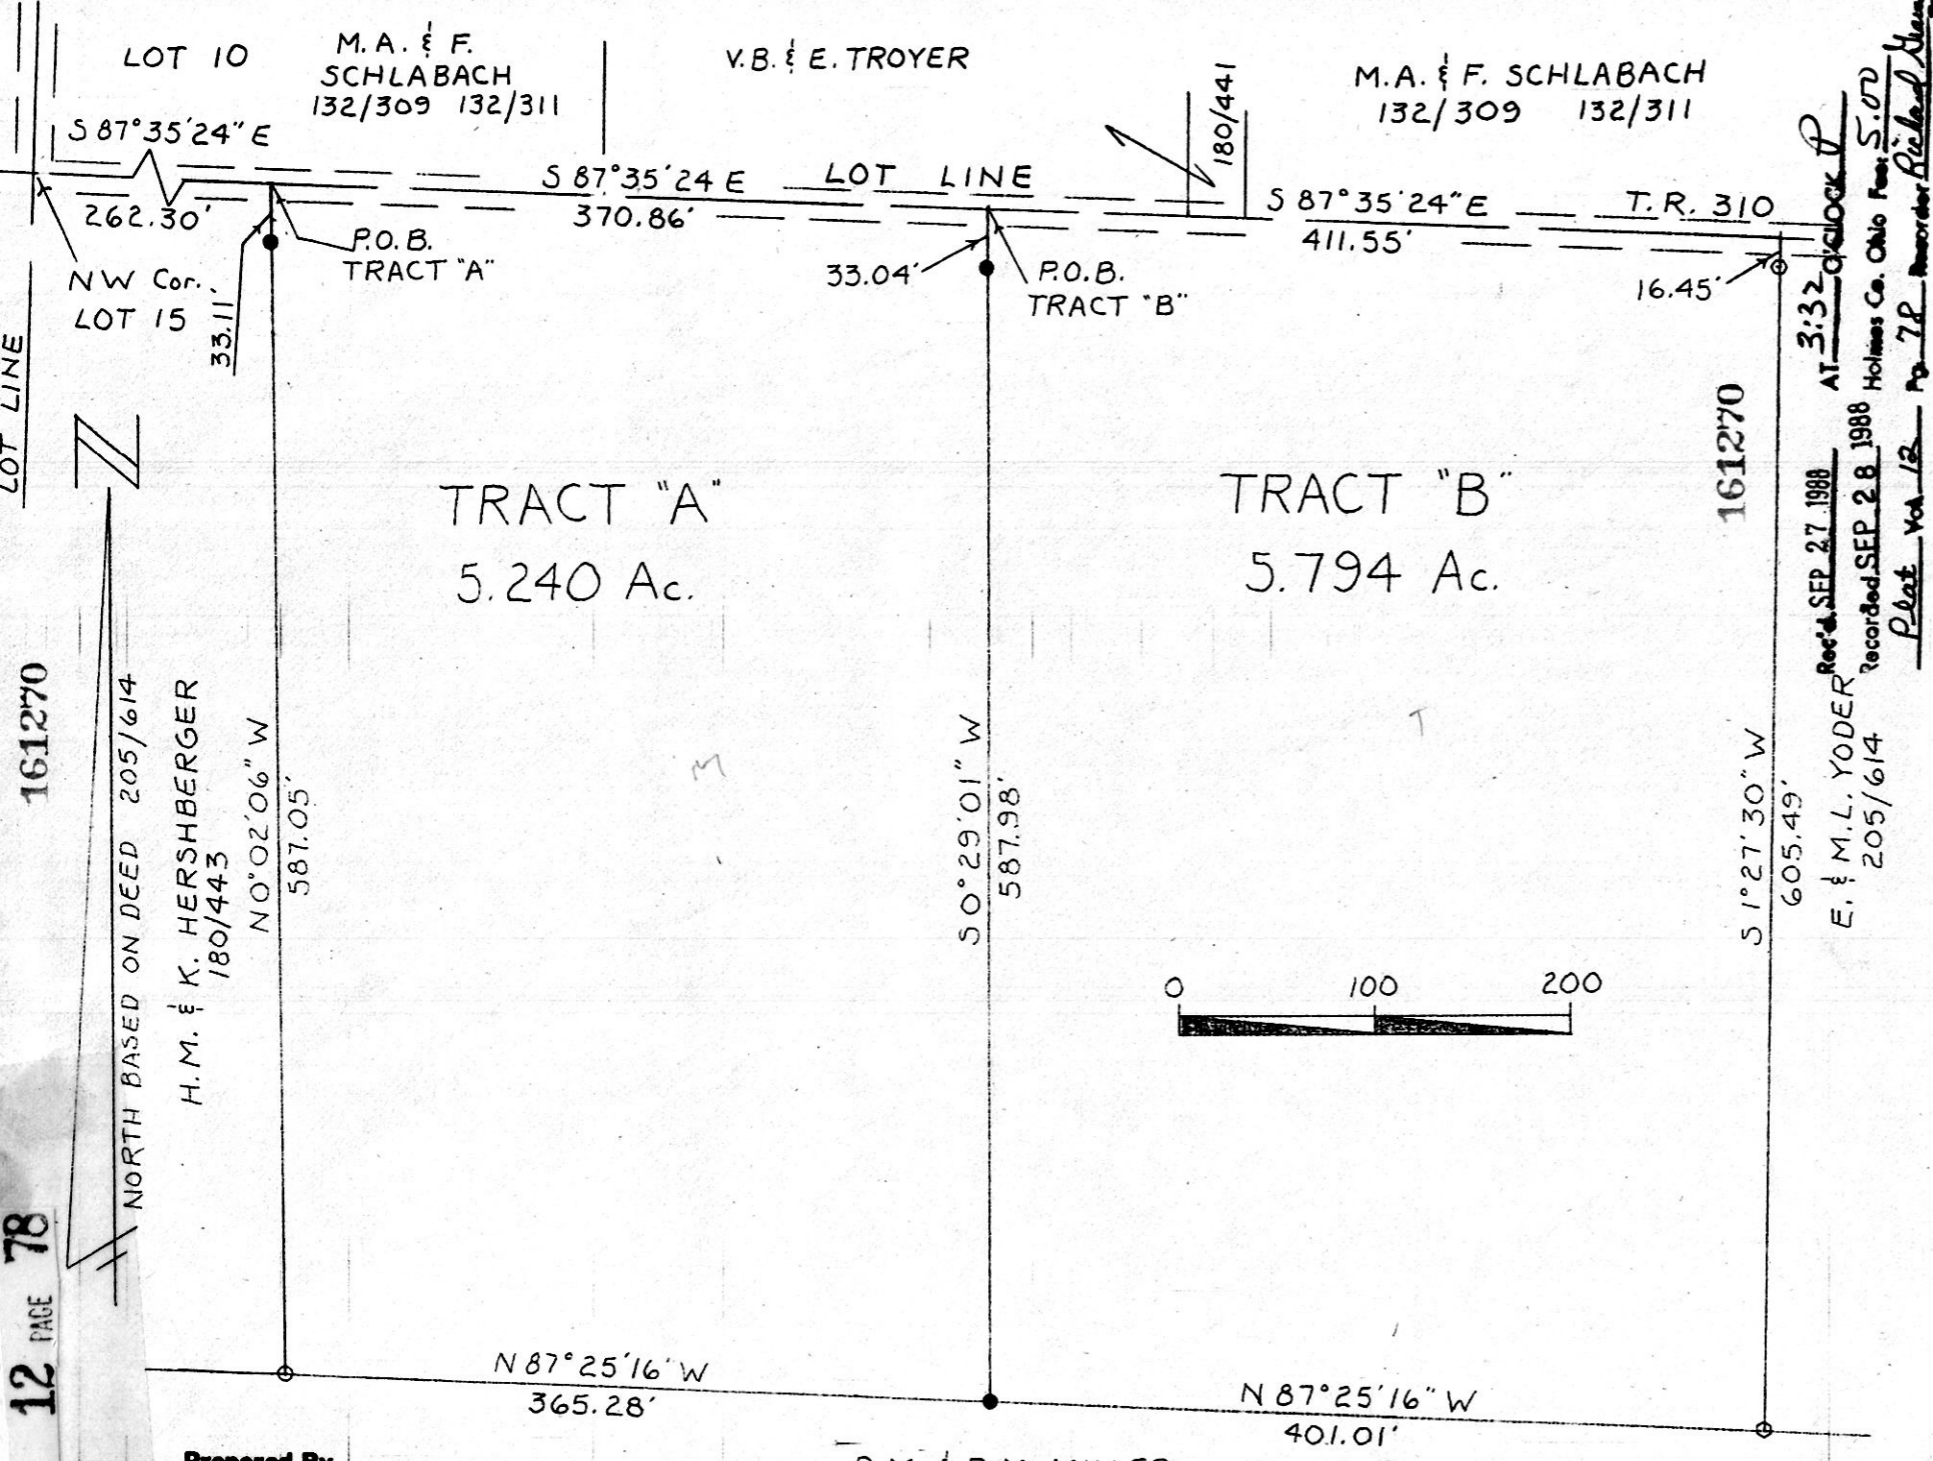 LOT 10
M.A. & F.
SCHLABACH
132/309 132/311
V.B. & E. TROYER
180/441
M.A. & F. SCHLABACH
132/309 132/311
S 87°35'24" E
262.30'
S 87°35'24 E
370.86'
LOT LINE
S 87°35'24" E
411.55'
T.R. 310
NW Cor.
LOT 15
33.11'
P.O.B.
TRACT "A"
33.04'
P.O.B.
TRACT "B"
16.45'
LOT LINE
TRACT "A"
5.240 Ac.
TRACT "B"
5.794 Ac.
161270
161270
NORTH BASED ON DEED 205/614
H.M. & K. HERSHBERGER
180/443
N 0°02'06" W
587.05'
S 0°29'01" W
587.98'
S 1°27'30" W
605.49'
E. & M.L. YODER
205/614
Rec'd SEP 27 1988 AT 3:32 O'CLOCK P
Recorded SEP 28 1988 Holmes Co. Ohio Fee: 5.00
Plat Vol. 12 Pg. 78 Recorder Richard
0 100 200
12 PAGE 78
N 87°25'16" W
365.28'
N 87°25'16" W
401.01'
Prepared By